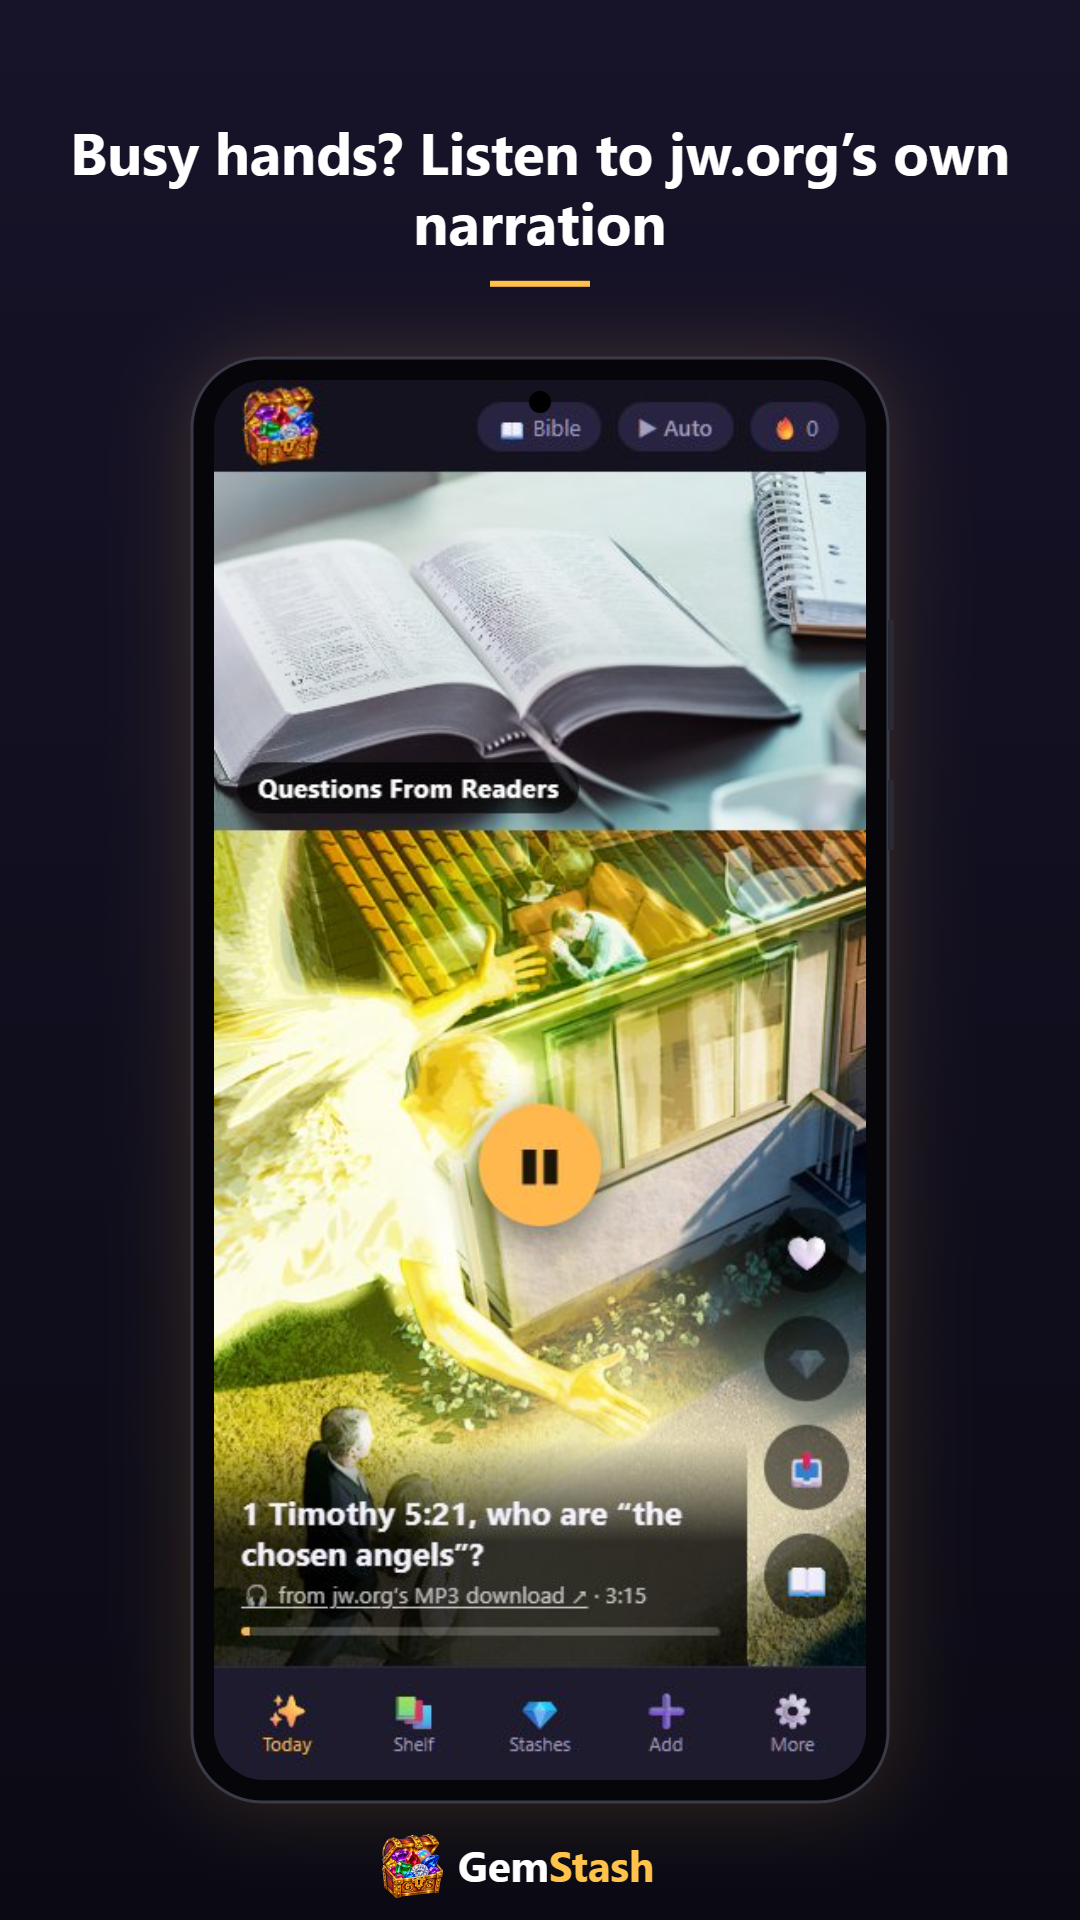 Busy hands? Listen to jw.org’s own
narration
Bible
Auto
0
Questions From Readers
1 Timothy 5:21, who are “the
chosen angels”?
from jw.org’s MP3 download ↗ · 3:15
Today
Shelf
Stashes
Add
More
GemStash